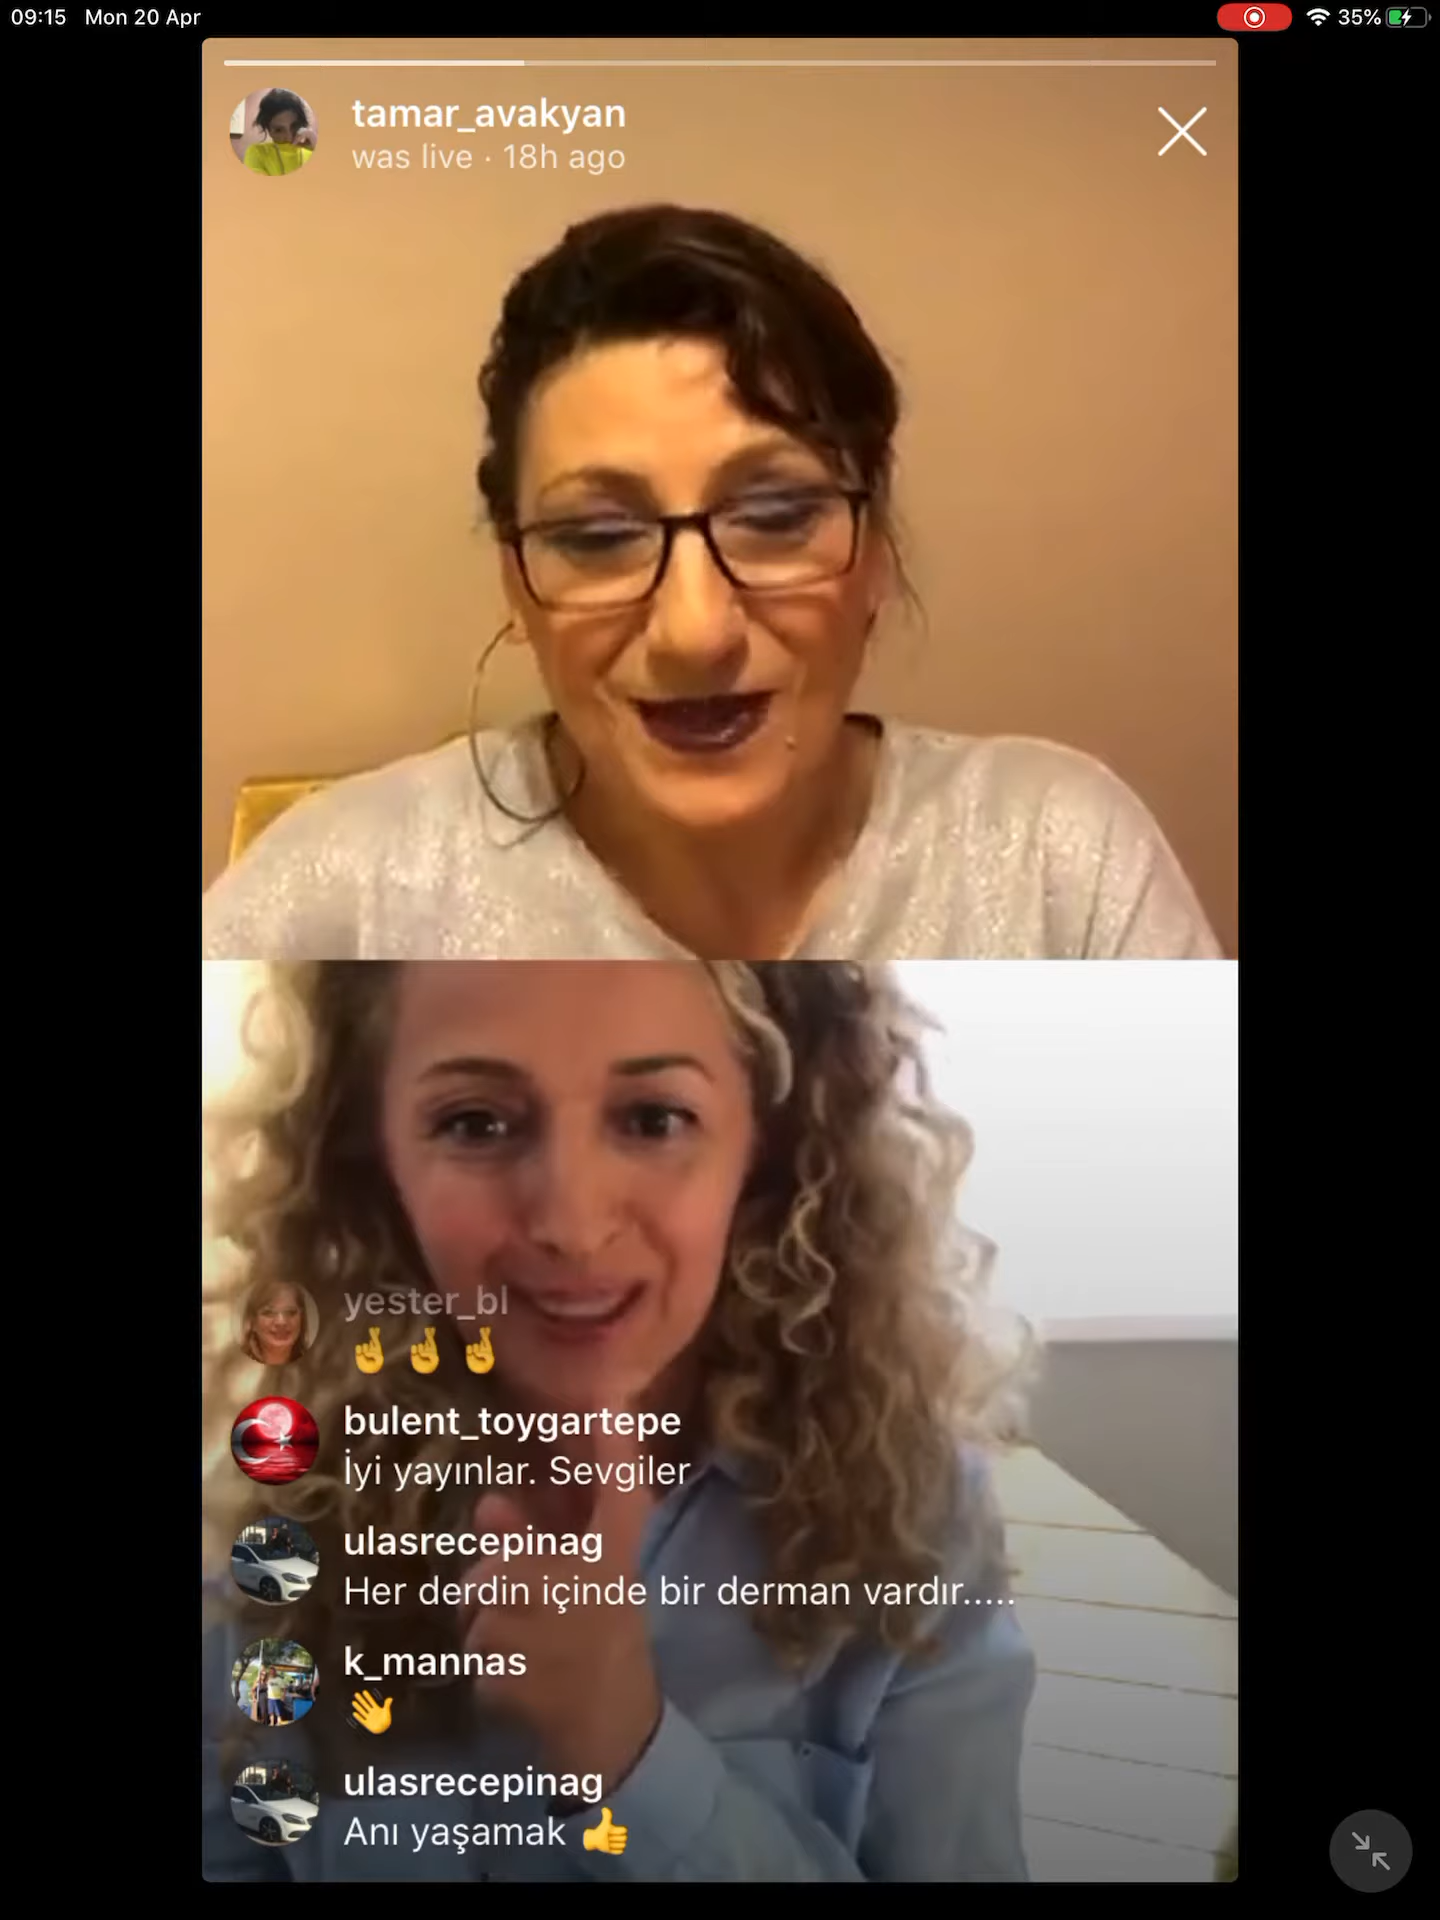 09:15 Mon 20 Apr 35%
tamar_avakyan
was live · 18h ago
yester_bl
🤞 🤞 🤞
bulent_toygartepe
İyi yayınlar. Sevgiler
ulasrecepinag
Her derdin içinde bir derman vardır.....
k_mannas
👋
ulasrecepinag
Anı yaşamak 👍